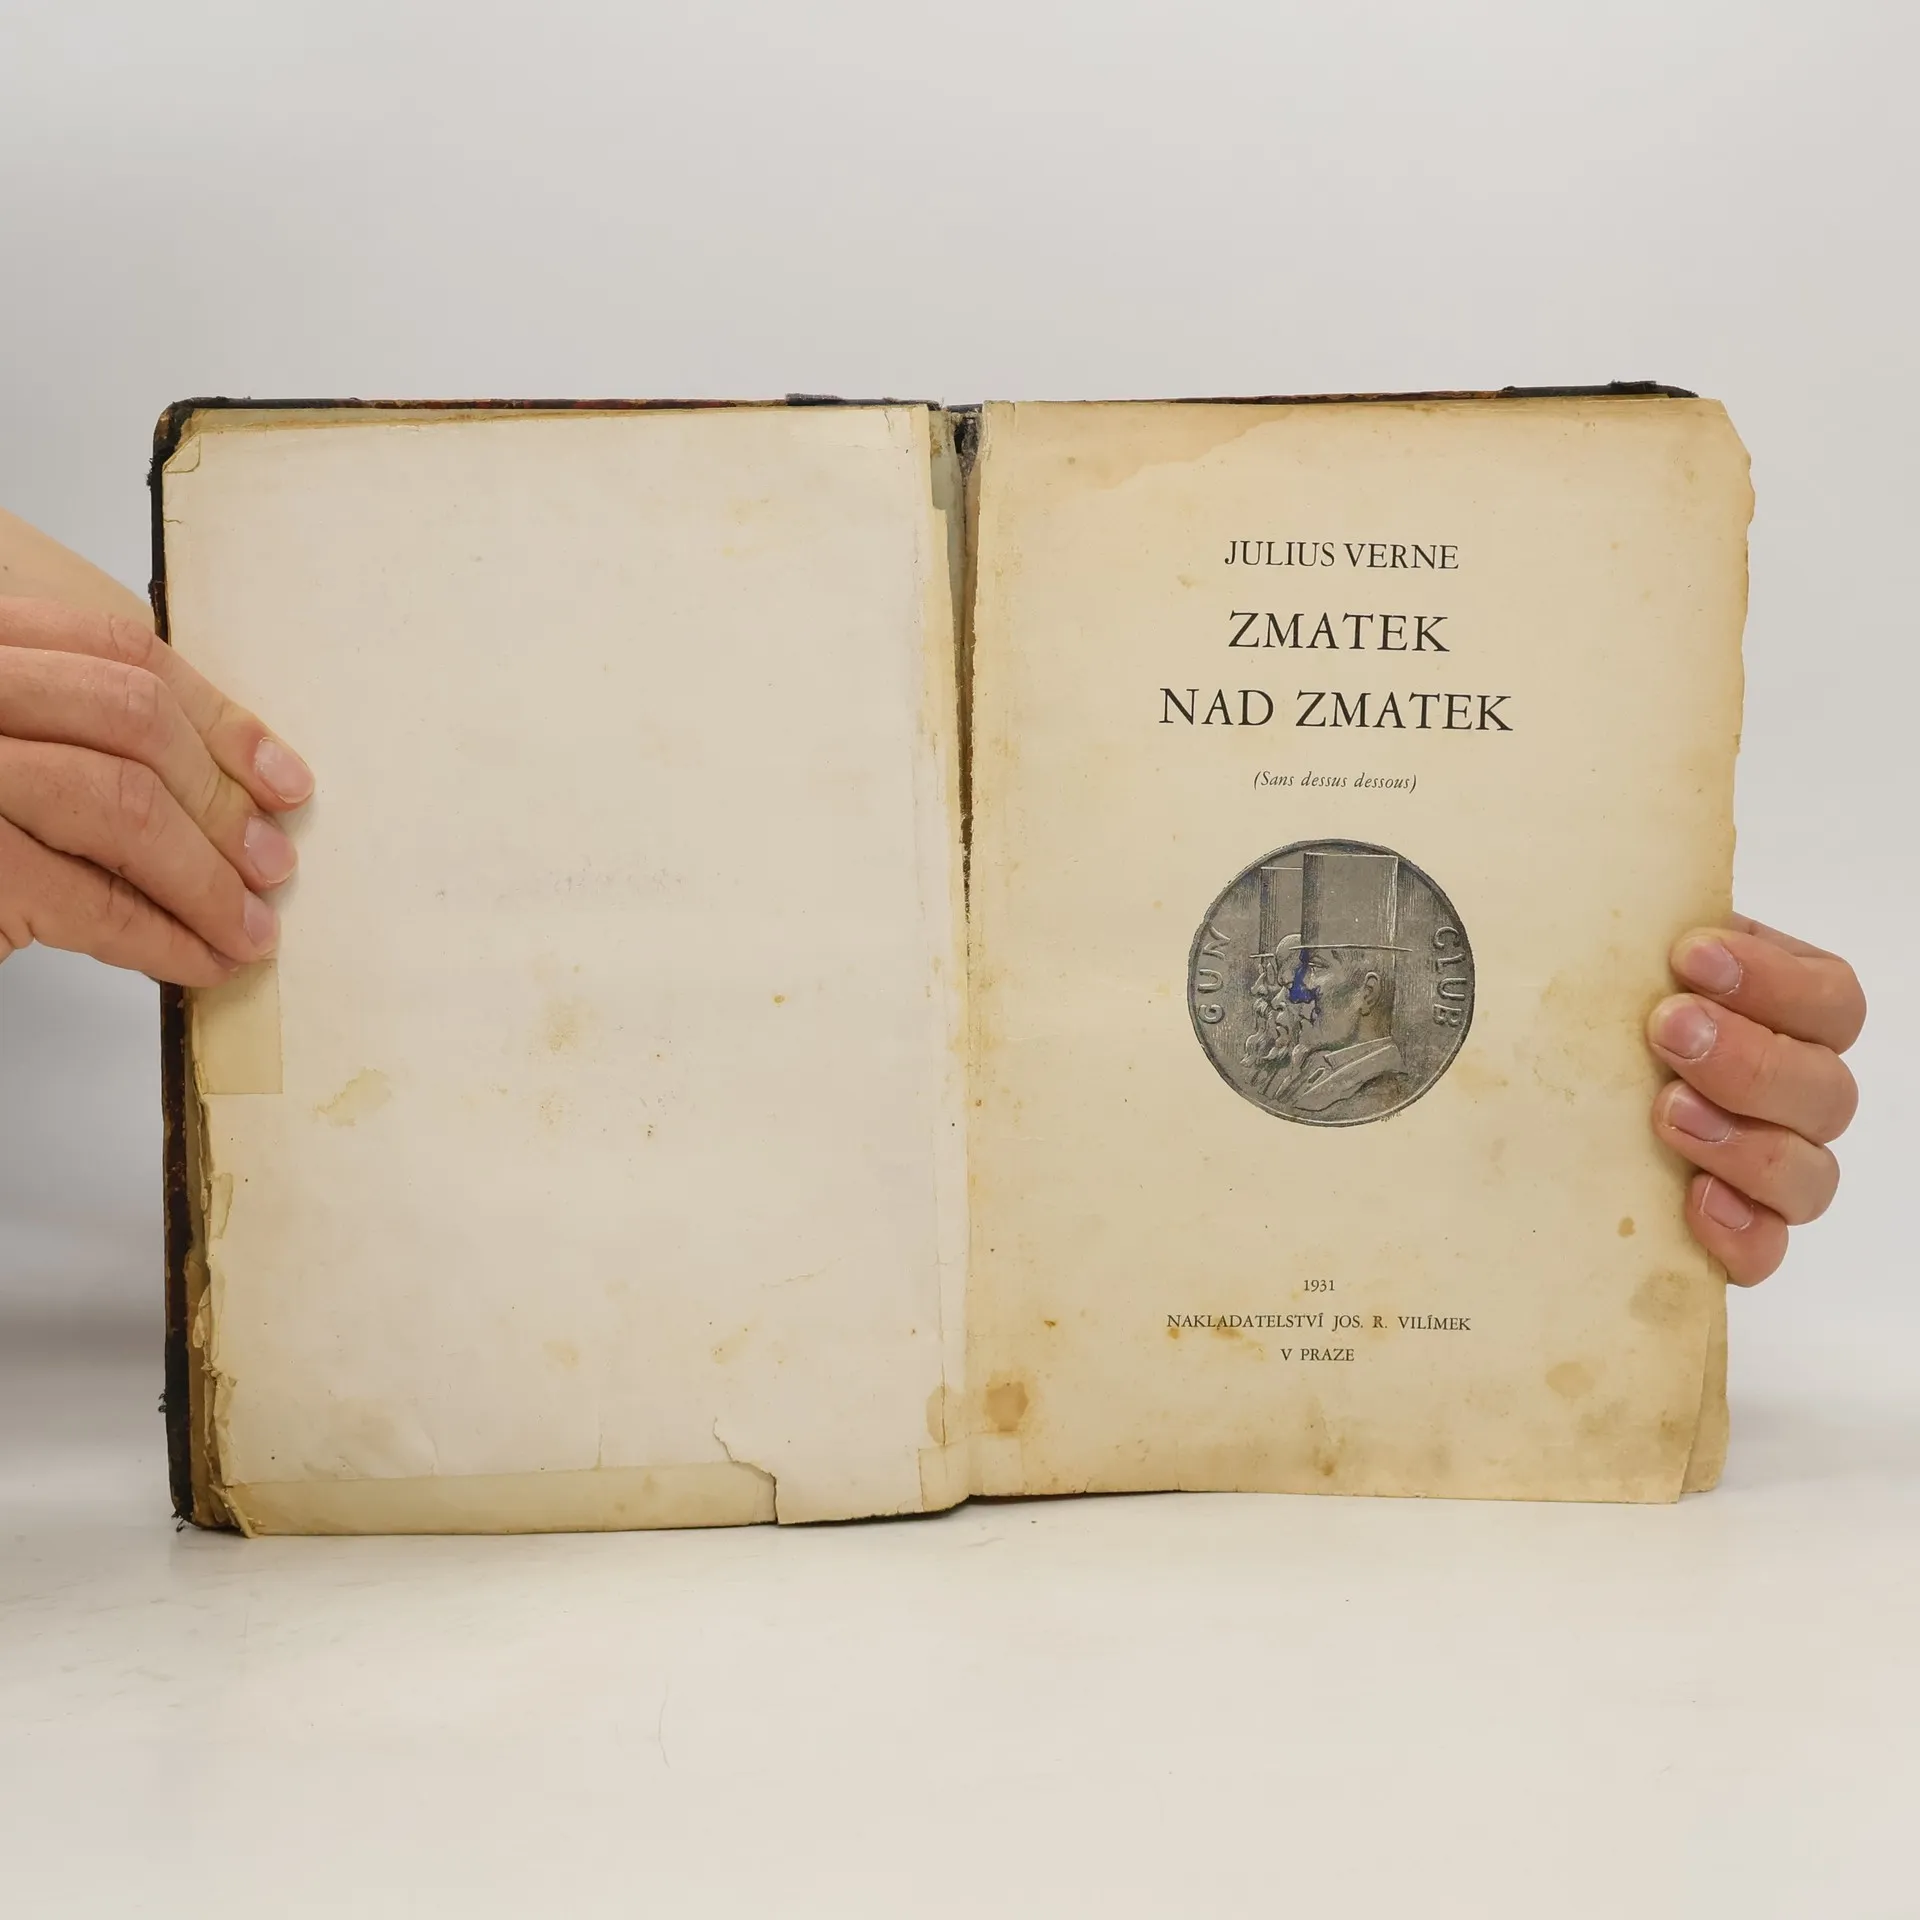 JULIUS VERNE
ZMATEK
NAD ZMATEK
(Sans dessus dessous)
GUN CLUB
1931
NAKLADATELSTVÍ JOS. R. VILÍMEK
V PRAZE